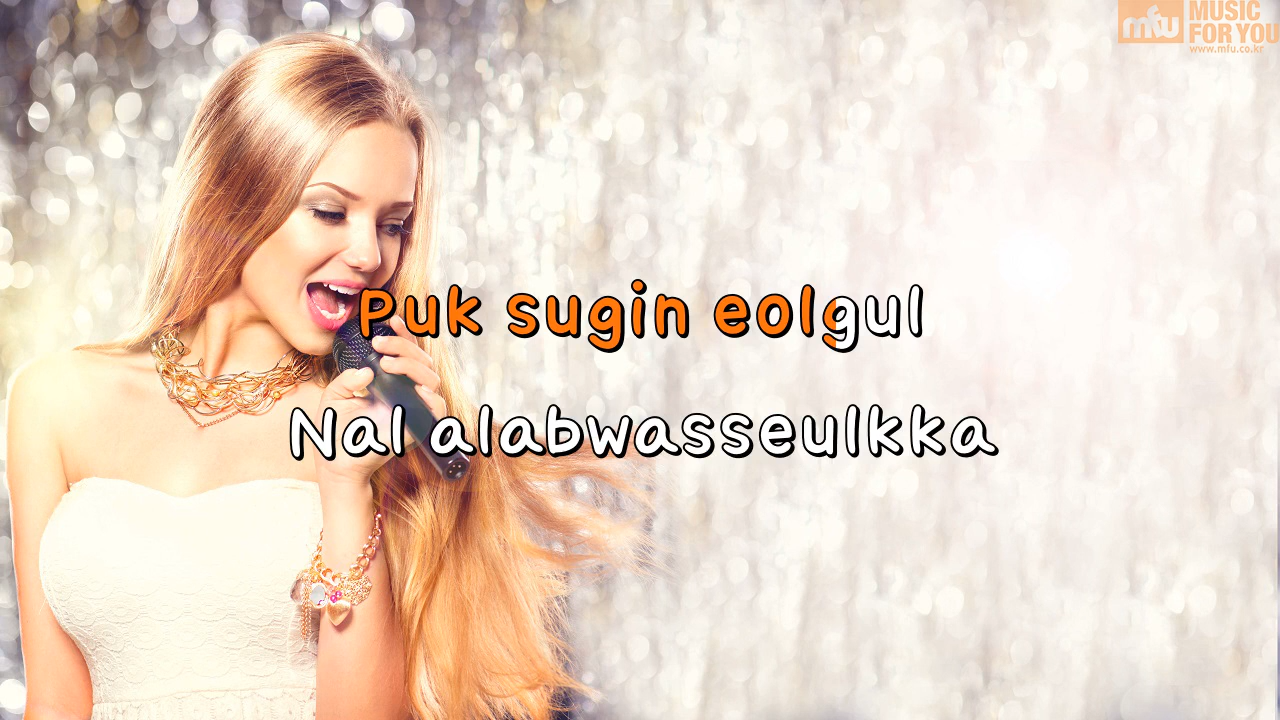 mfu MUSIC
FOR YOU
www.mfu.co.kr
Puk sugin eolgul
Nal alabwasseulkka